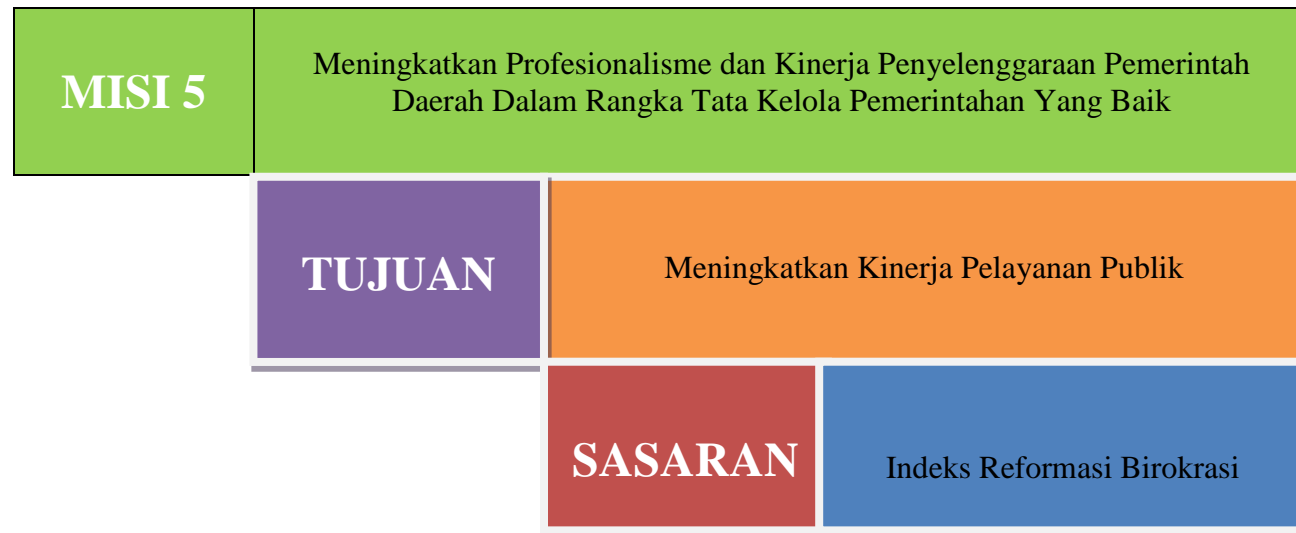 MISI 5
Meningkatkan Profesionalisme dan Kinerja Penyelenggaraan Pemerintah
Daerah Dalam Rangka Tata Kelola Pemerintahan Yang Baik
TUJUAN
Meningkatkan Kinerja Pelayanan Publik
SASARAN
Indeks Reformasi Birokrasi